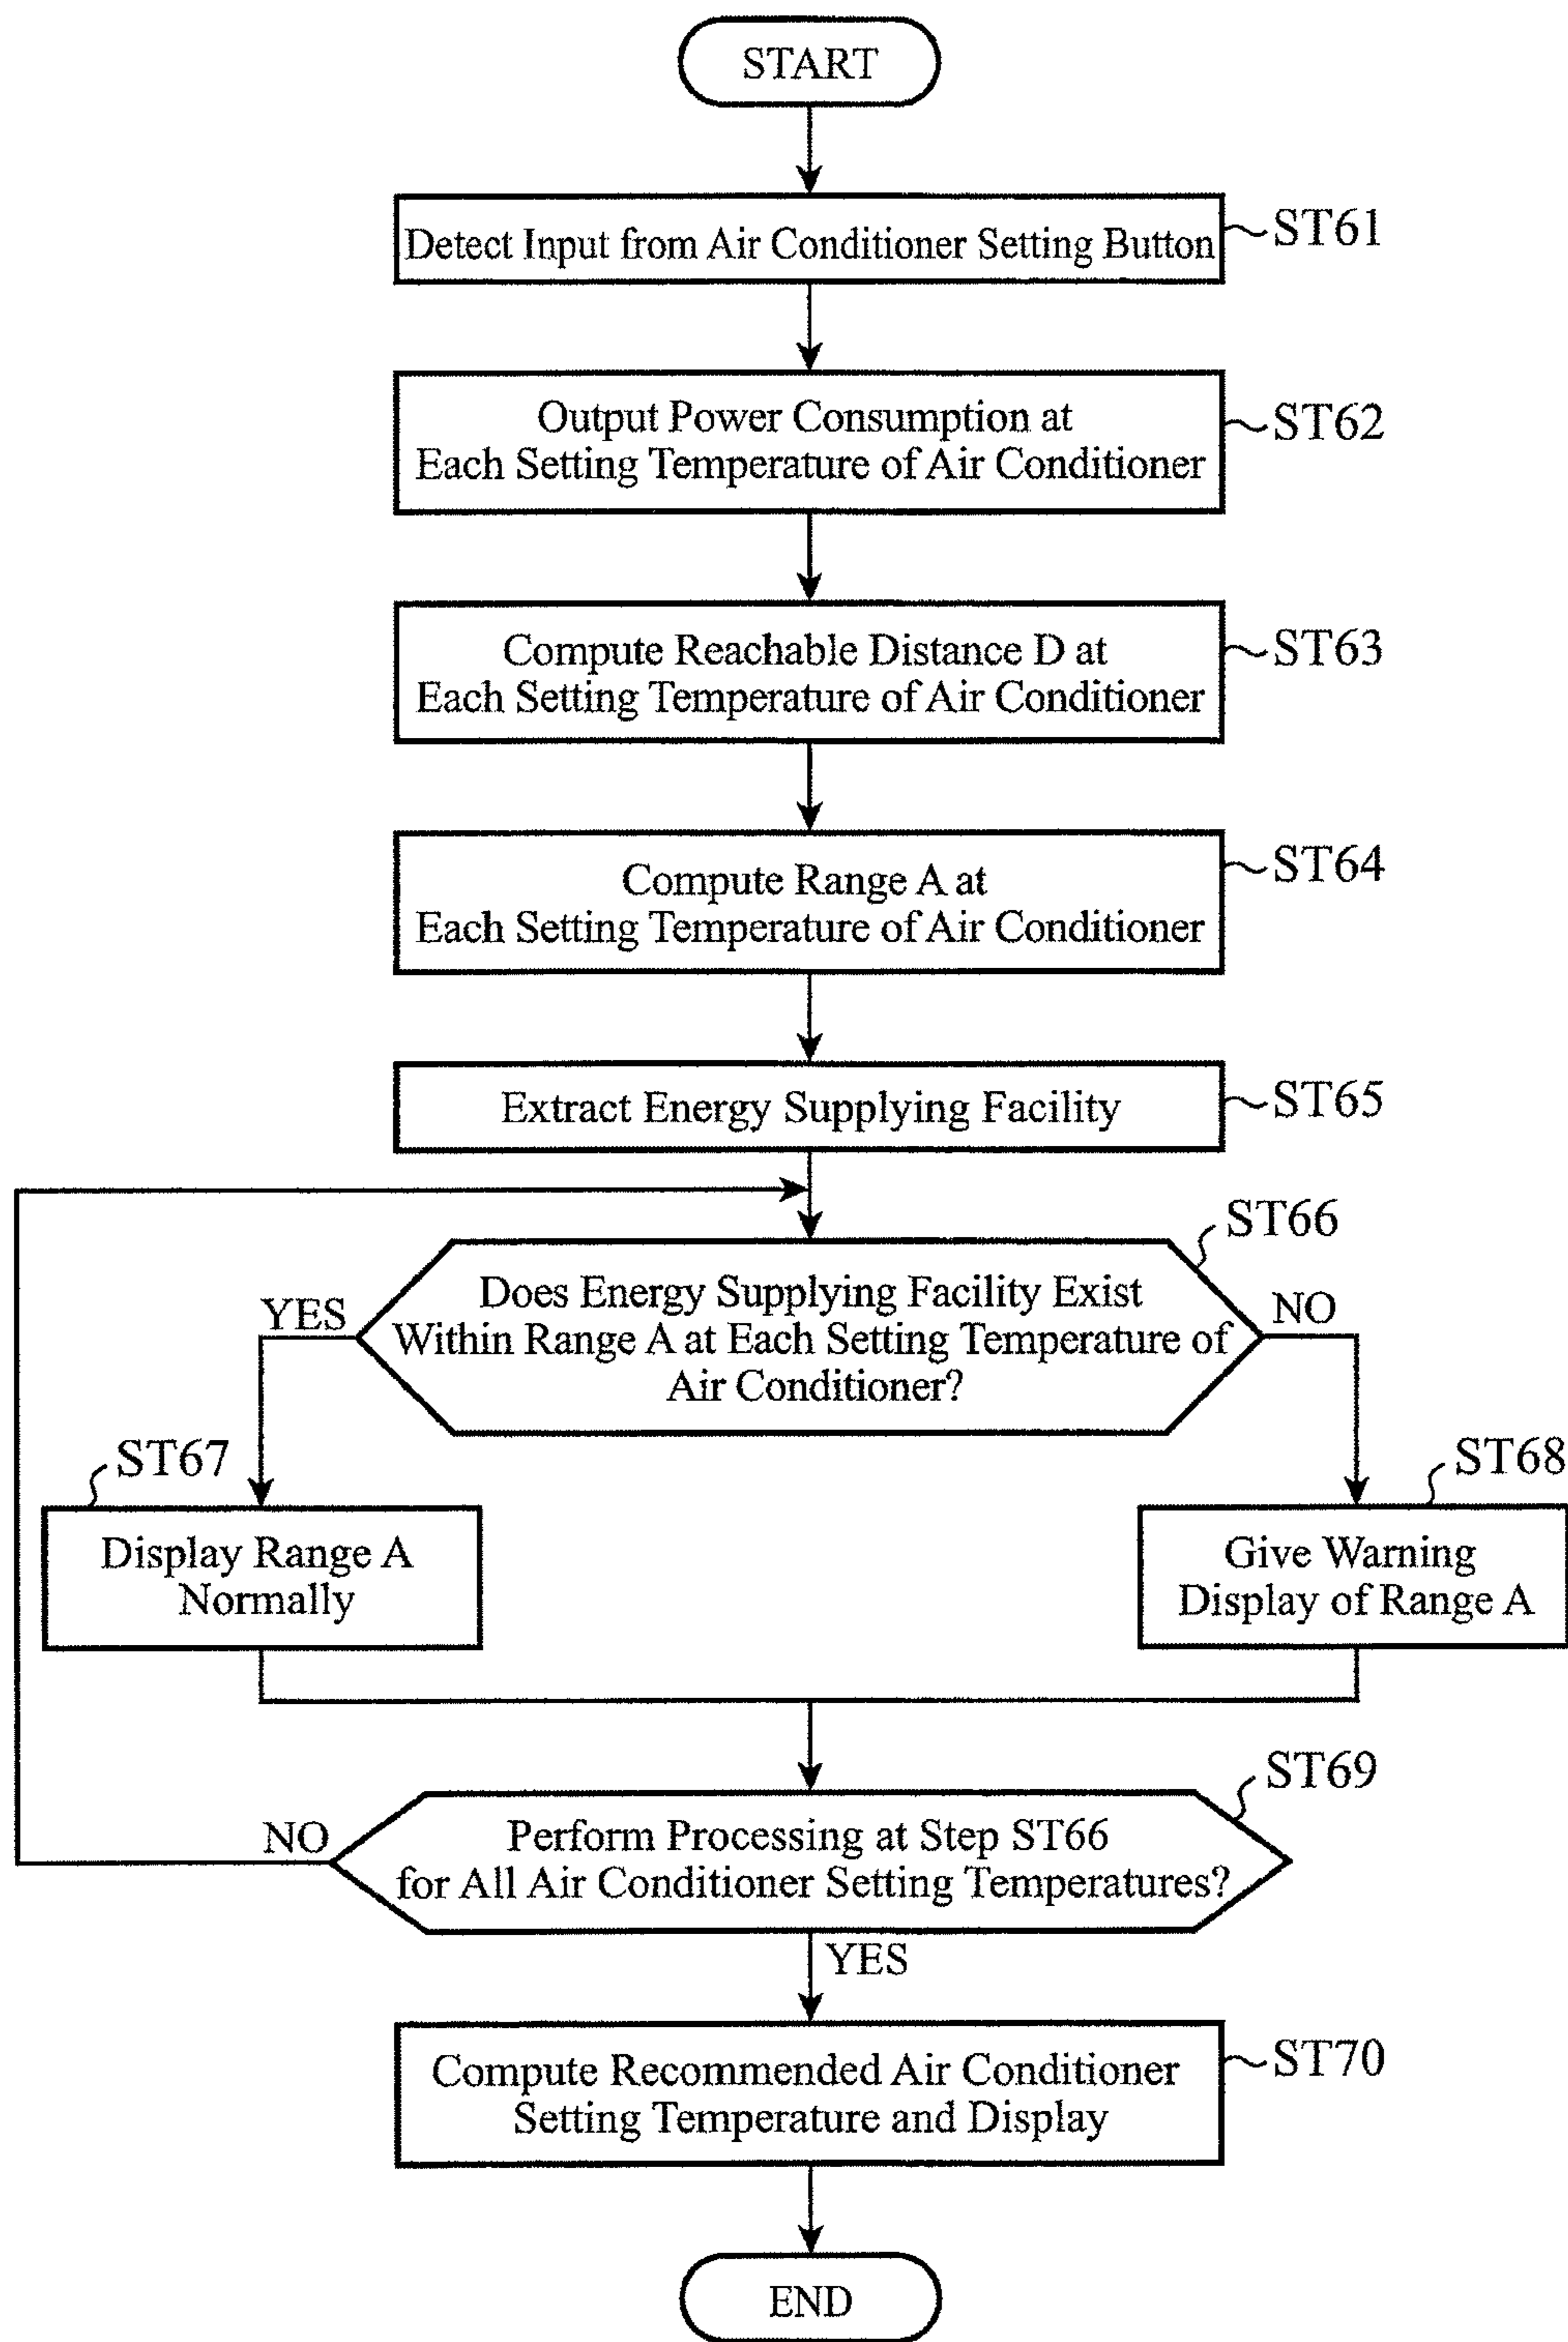 START
Detect Input from Air Conditioner Setting Button
ST61
Output Power Consumption at
Each Setting Temperature of Air Conditioner
ST62
Compute Reachable Distance D at
Each Setting Temperature of Air Conditioner
ST63
Compute Range A at
Each Setting Temperature of Air Conditioner
ST64
Extract Energy Supplying Facility
ST65
ST66
Does Energy Supplying Facility Exist
Within Range A at Each Setting Temperature of
Air Conditioner?
YES
NO
ST67
Display Range A
Normally
ST68
Give Warning
Display of Range A
ST69
Perform Processing at Step ST66
for All Air Conditioner Setting Temperatures?
NO
YES
Compute Recommended Air Conditioner
Setting Temperature and Display
ST70
END